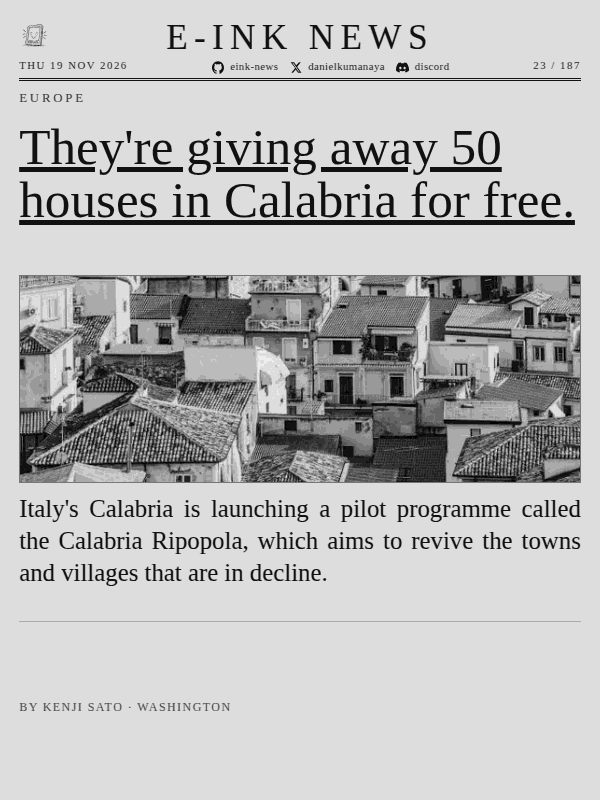 E-INK NEWS
THU 19 NOV 2026
eink-news danielkumanaya discord
23 / 187
EUROPE
They're giving away 50
houses in Calabria for free.
Italy's Calabria is launching a pilot programme called
the Calabria Ripopola, which aims to revive the towns
and villages that are in decline.
BY KENJI SATO · WASHINGTON